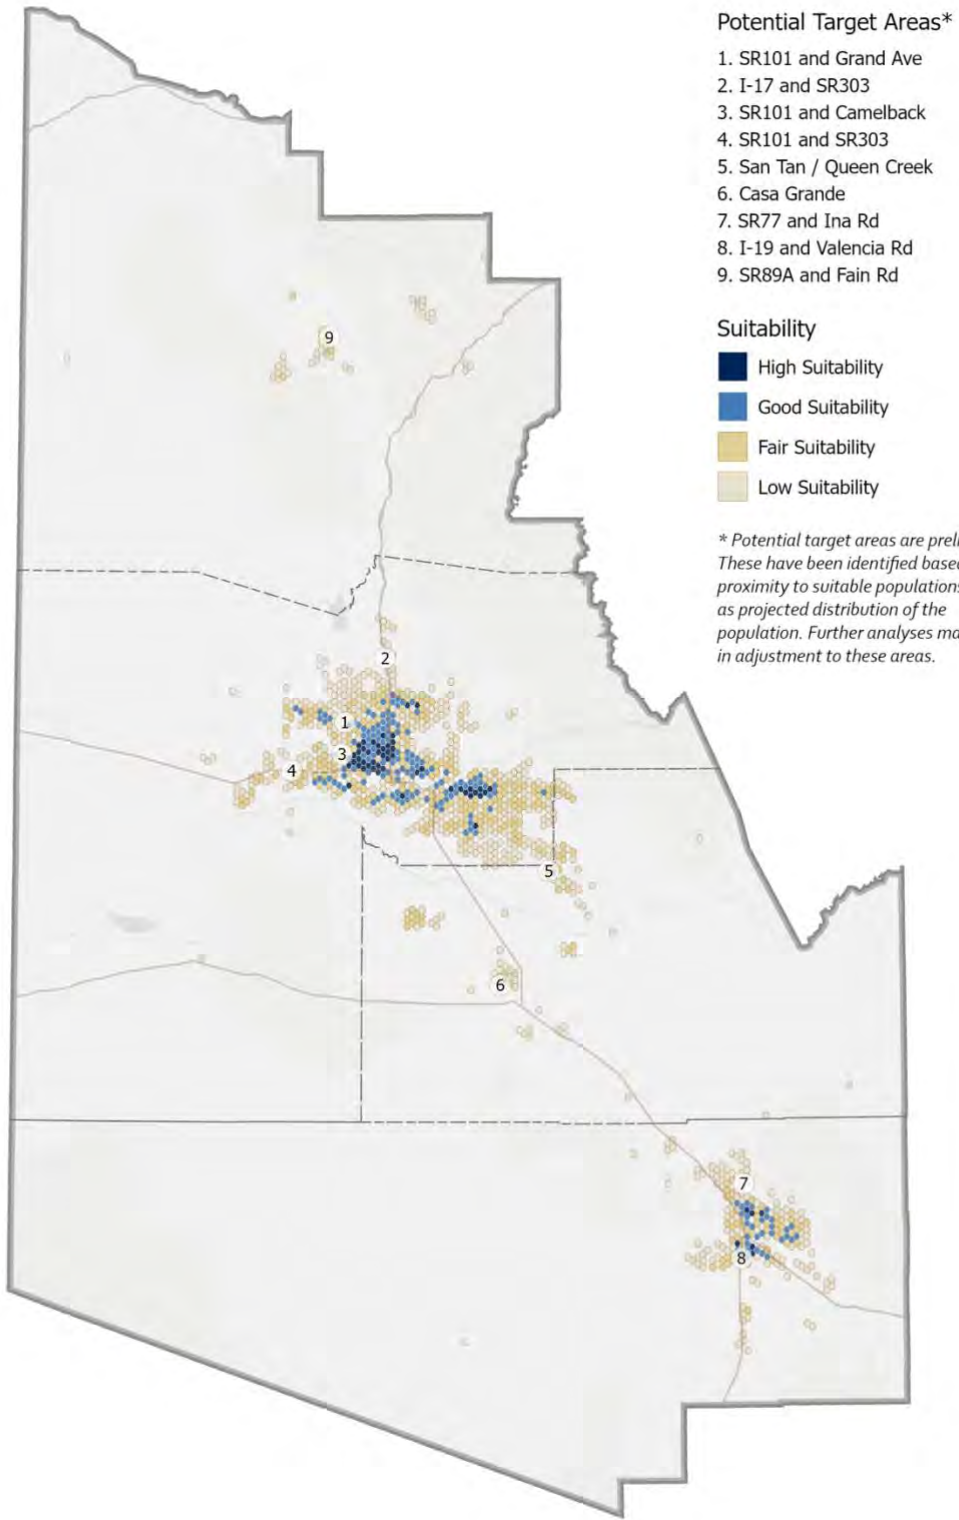 Potential Target Areas*
1. SR101 and Grand Ave
2. I-17 and SR303
3. SR101 and Camelback
4. SR101 and SR303
5. San Tan / Queen Creek
6. Casa Grande
7. SR77 and Ina Rd
8. I-19 and Valencia Rd
9. SR89A and Fain Rd
Suitability
High Suitability
Good Suitability
Fair Suitability
Low Suitability
* Potential target areas are
These have been identified based
proximity to suitable populations
as projected distribution of the
population. Further analyses
in adjustment to these areas.
9
2
1
3
4
5
6
7
8